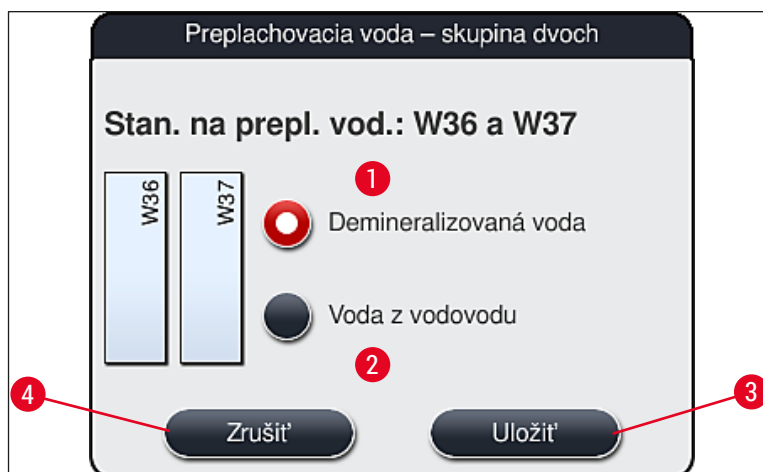 Preplachovacia voda – skupina dvoch
Stan. na prepl. vod.: W36 a W37
W36
W37
1
Demineralizovaná voda
Voda z vodovodu
2
4
3
Zrušiť
Uložiť